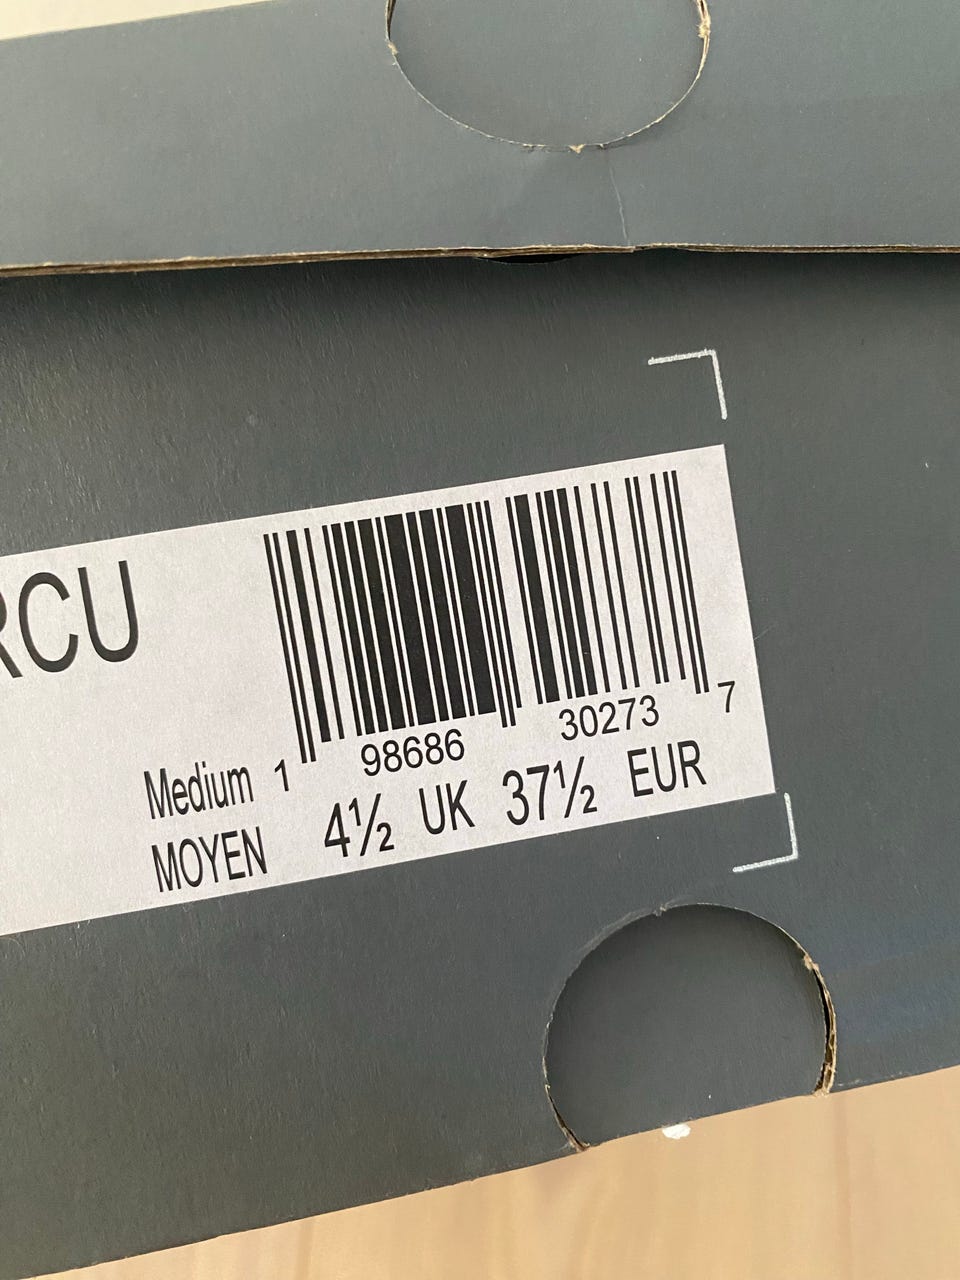 RCU
1 98686 30273 7
Medium
MOYEN
4½ UK 37½ EUR